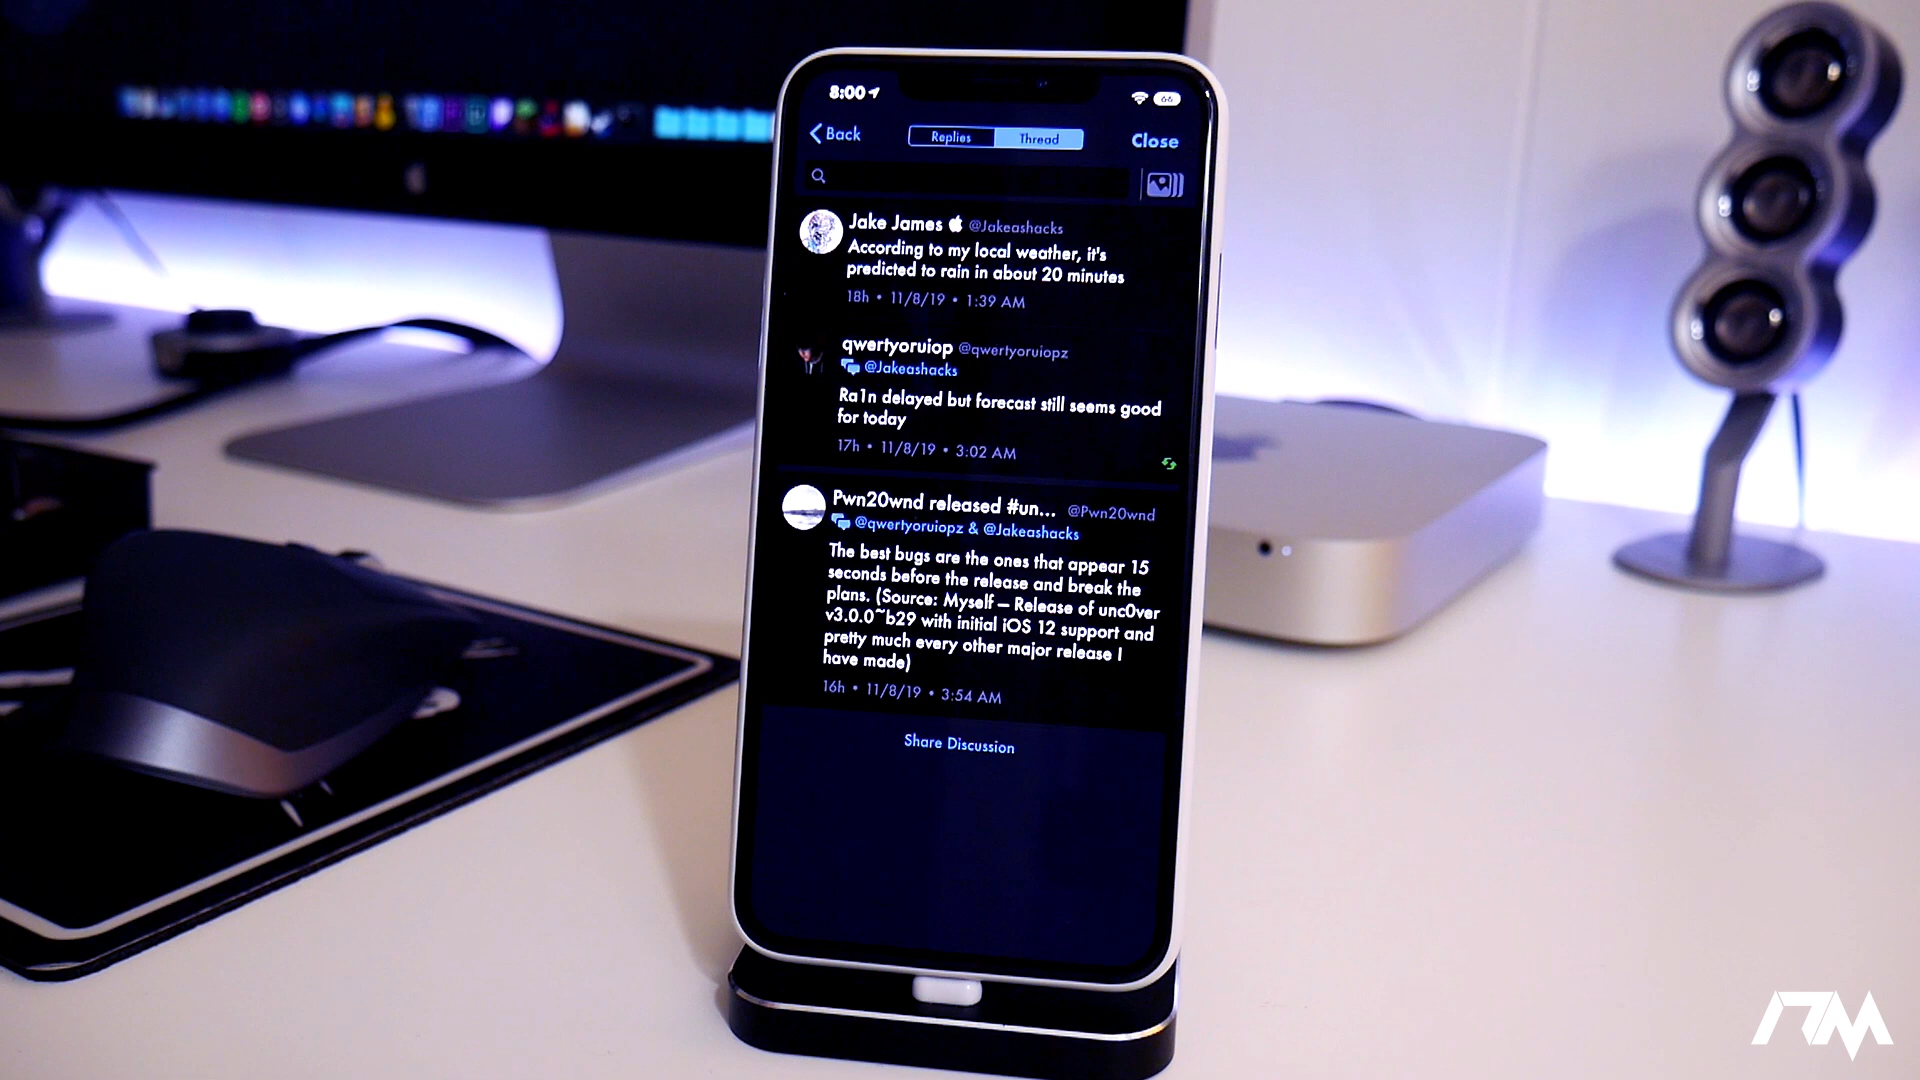 8:00
66
Back
Replies
Thread
Close
Jake James @Jakeashacks
According to my local weather, it's
predicted to rain in about 20 minutes
18h • 11/8/19 • 1:39 AM
qwertyoruiop @qwertyoruiopz
@Jakeashacks
Ra1n delayed but forecast still seems good
for today
17h • 11/8/19 • 3:02 AM
Pwn20wnd released #un... @Pwn20wnd
@qwertyoruiopz & @Jakeashacks
The best bugs are the ones that appear 15
seconds before the release and break the
plans. (Source: Myself — Release of unc0ver
v3.0.0~b29 with initial iOS 12 support and
pretty much every other major release I
have made)
16h • 11/8/19 • 3:54 AM
Share Discussion